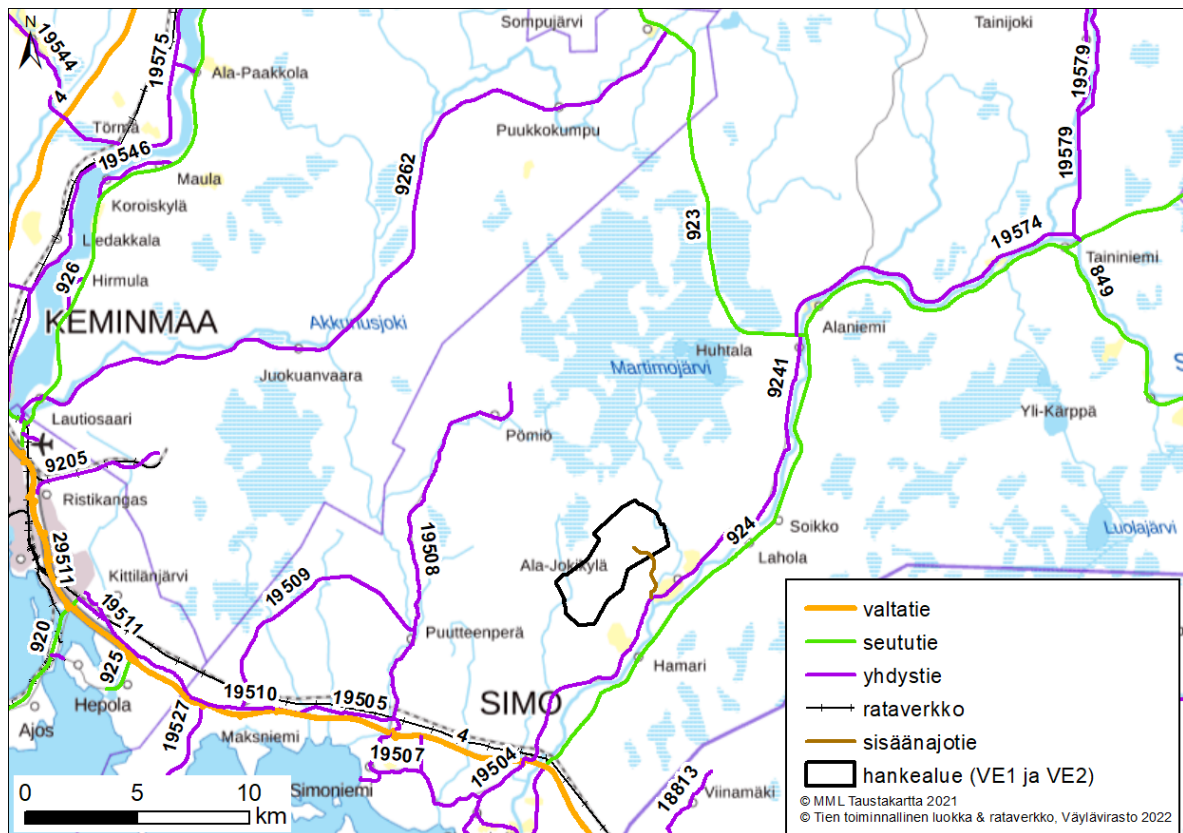 N
19544
4
19575
Sompujärvi
Tainijoki
Ala-Paakkola
19579
Törmä
Puukkokumpu
19546
Maula
9262
Koroiskylä
19579
923
19574
Liedakkala
Taininiemi
926
Hirmula
849
KEMINMAA
Akkunusjoki
Alaniemi
Huhtala
Martimojärvi
9241
Juokuanvaara
S
Lautiosaari
Yli-Kärppä
Pömiö
9205
Ristikangas
Soikko
924
Luolajärvi
29511
19508
Lahola
Kittilänjärvi
Ala-Jokikylä
19509
19511
920
Puutteenperä
925
Hamari
19510
19505
SIMO
Hepola
19527
Ajos
Maksniemi
4
19507
19504
Simoniemi
18813
Viinamäki
0 5 10
km
valtatie
seututie
yhdystie
rataverkko
sisäänajotie
hankealue (VE1 ja VE2)
© MML Taustakartta 2021
© Tien toiminnallinen luokka & rataverkko, Väylävirasto 2022